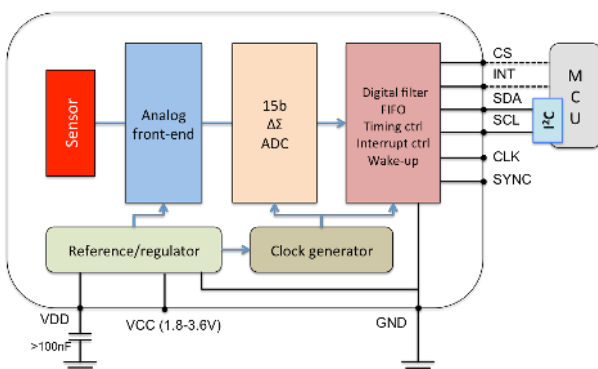 Sensor
Analog
front-end
15b
ΔΣ
ADC
Digital filter
FIFO
Timing ctrl
Interrupt ctrl
Wake-up
CS
INT
SDA
SCL
CLK
SYNC
I²C
M
C
U
Reference/regulator
Clock generator
VDD
>100nF
VCC (1.8-3.6V)
GND